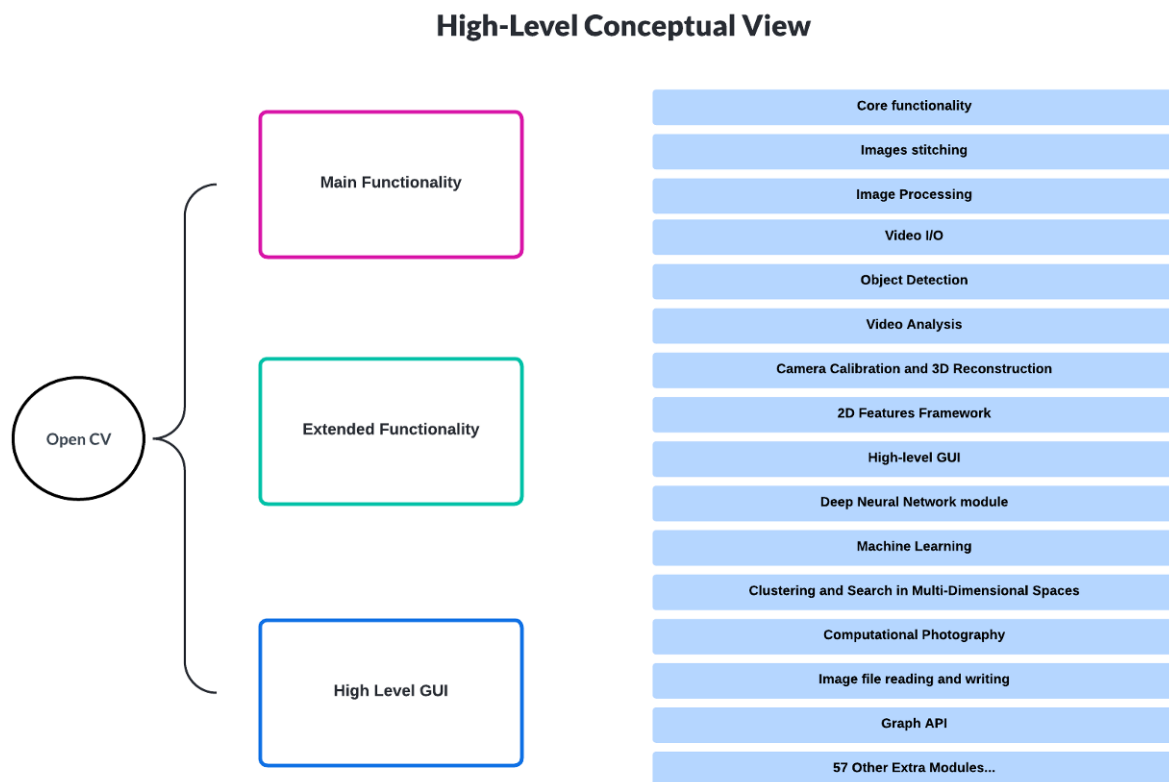 High-Level Conceptual View
Open CV
Main Functionality
Extended Functionality
High Level GUI
Core functionality
Images stitching
Image Processing
Video I/O
Object Detection
Video Analysis
Camera Calibration and 3D Reconstruction
2D Features Framework
High-level GUI
Deep Neural Network module
Machine Learning
Clustering and Search in Multi-Dimensional Spaces
Computational Photography
Image file reading and writing
Graph API
57 Other Extra Modules...